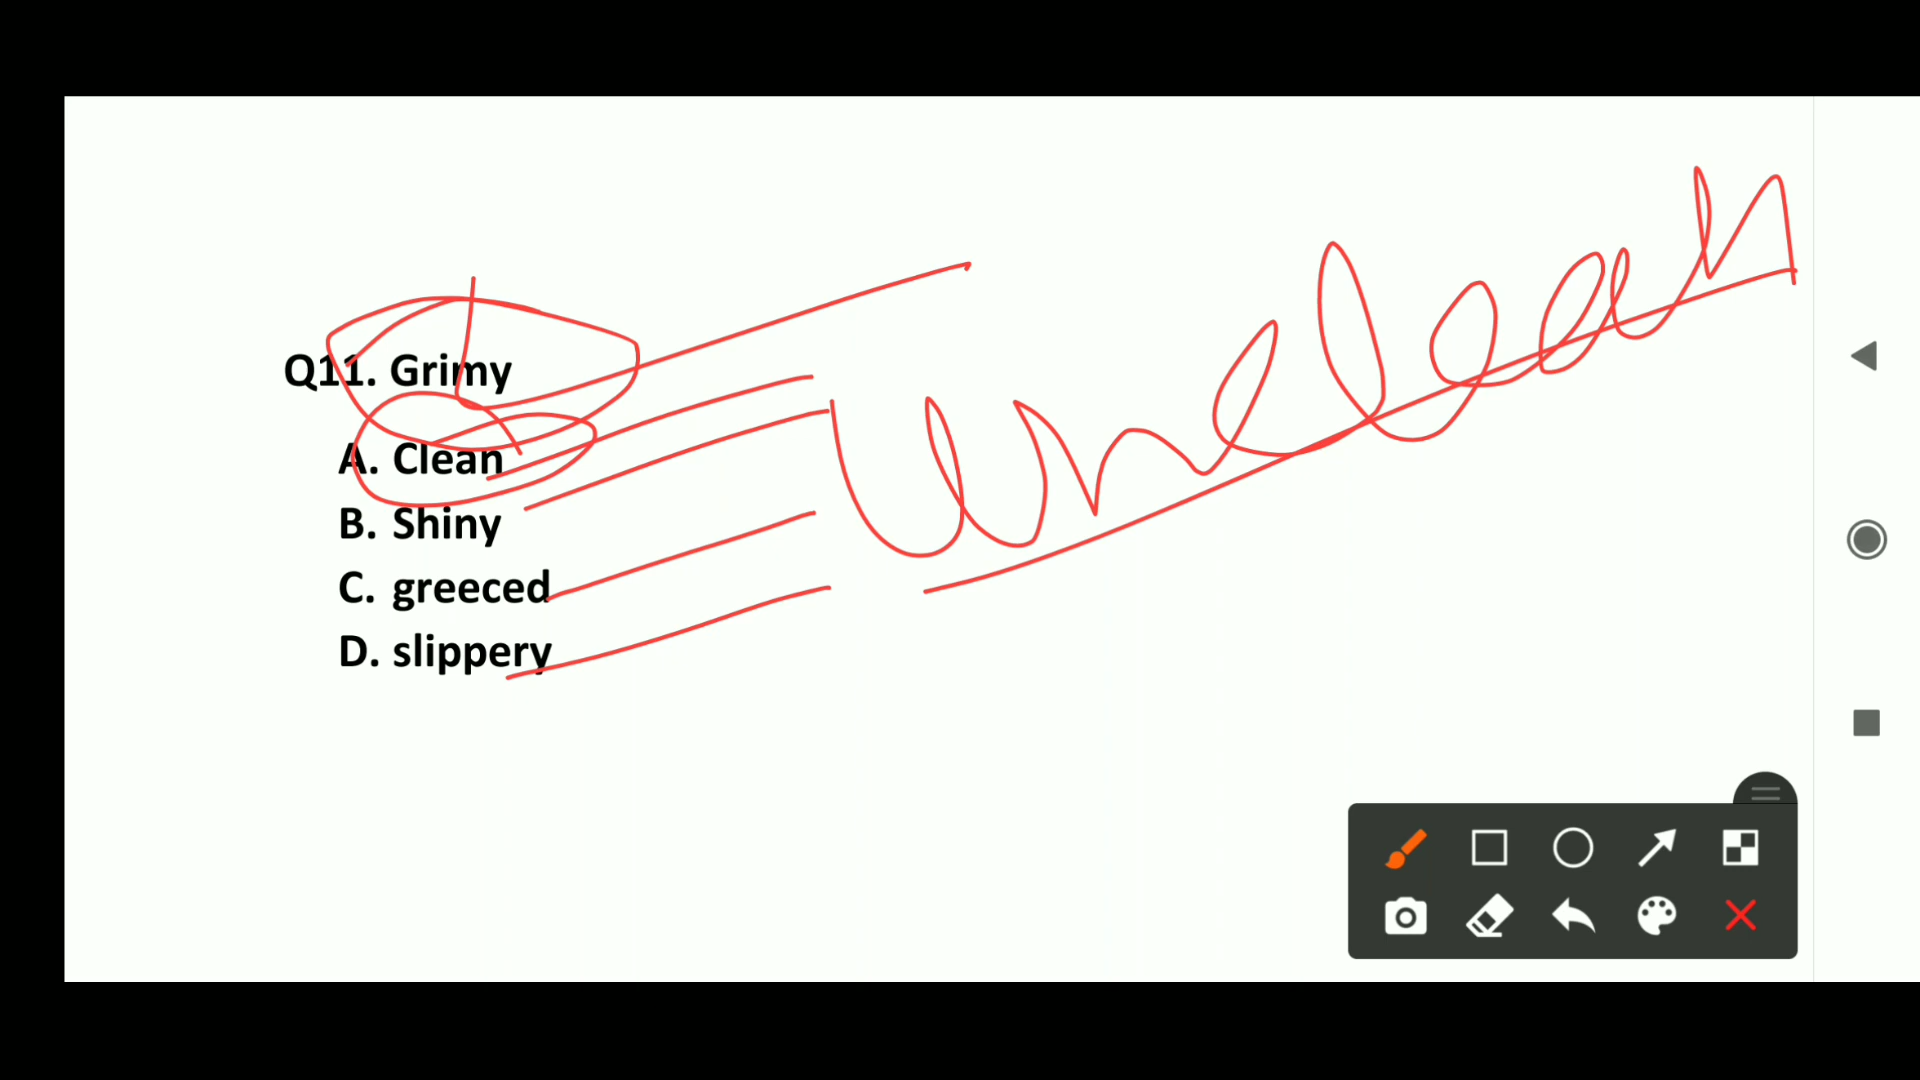 Q11. Grimy
unclean
A. Clean
B. Shiny
C. greeced
D. slippery